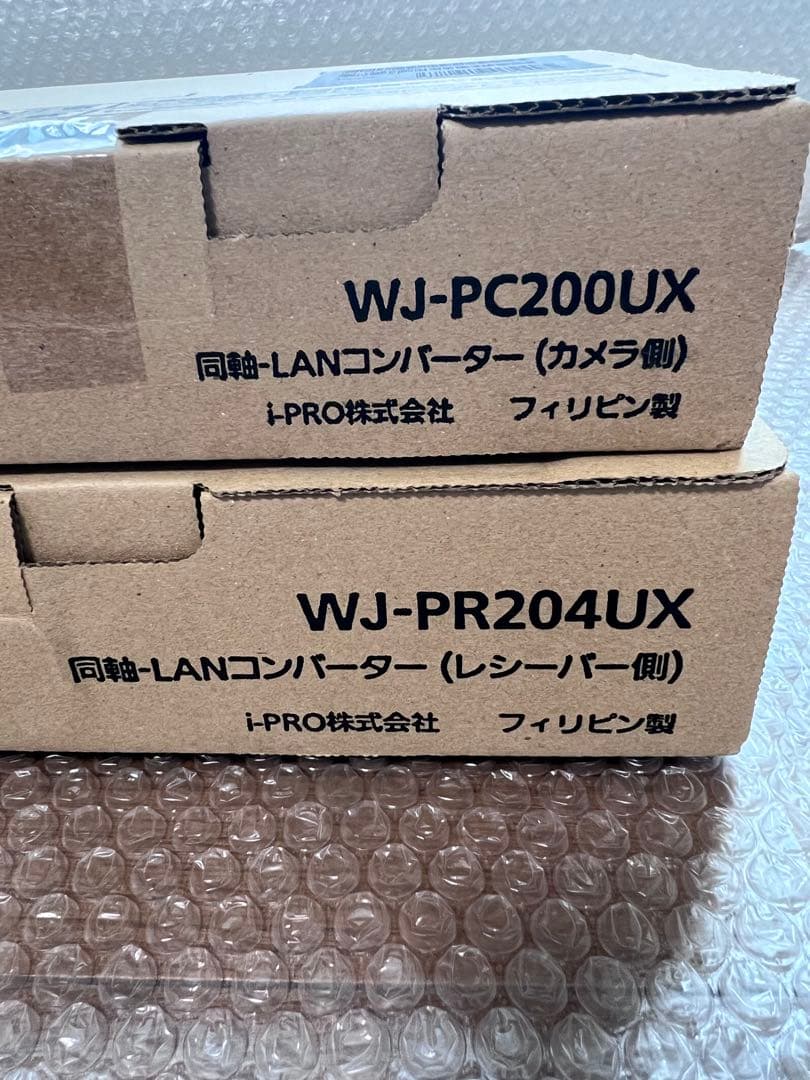 WJ-PC200UX
同軸-LANコンバーター (カメラ側)
i-PRO株式会社 フィリピン製
WJ-PR204UX
同軸-LANコンバーター (レシーバー側)
i-PRO株式会社 フィリピン製